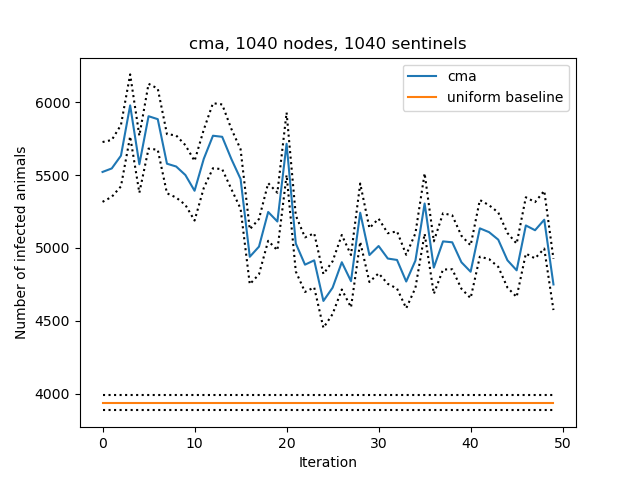 cma, 1040 nodes, 1040 sentinels
cma
uniform baseline
Number of infected animals
6000
5500
5000
4500
4000
0 10 20 30 40 50
Iteration